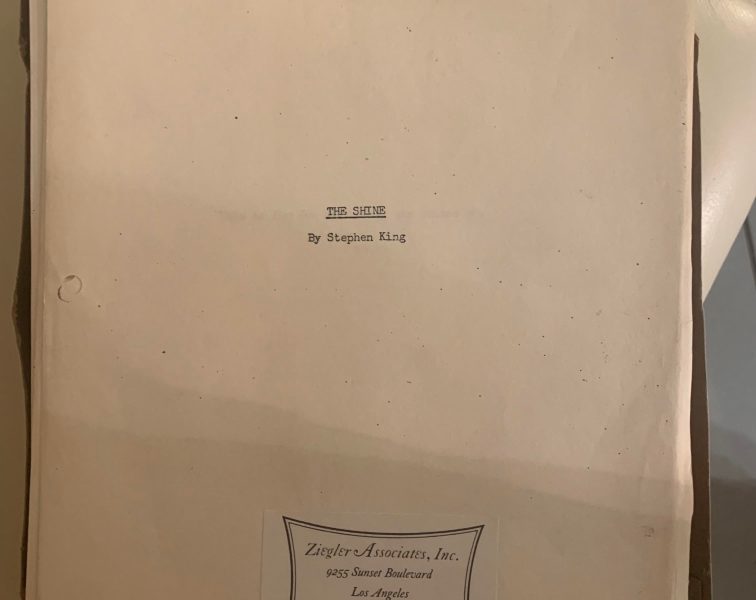 THE SHINE
By Stephen King
Ziegler Associates, Inc.
9255 Sunset Boulevard
Los Angeles